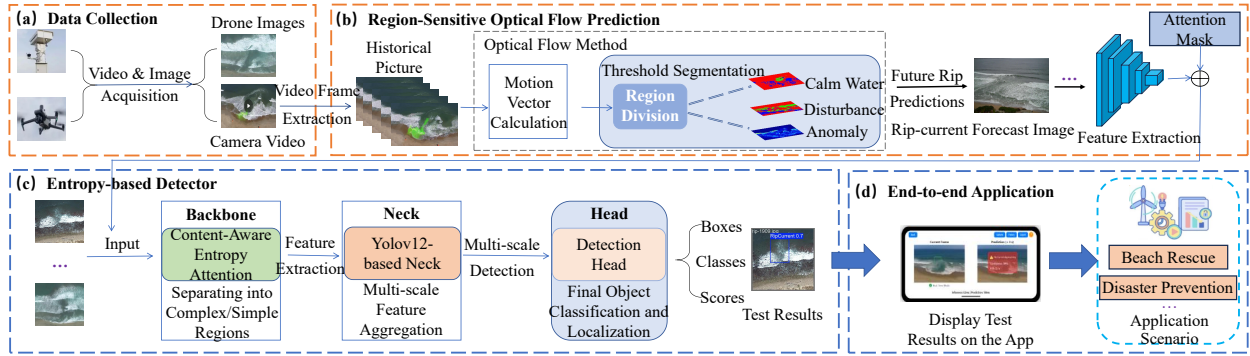 (a) Data Collection
Drone Images
Video & Image
Acquisition
Camera Video
Video Frame
Extraction
(b) Region-Sensitive Optical Flow Prediction
Historical
Picture
Optical Flow Method
Motion
Vector
Calculation
Threshold Segmentation
Region
Division
Calm Water
Disturbance
Anomaly
Future Rip
Predictions
Rip-current Forecast Image
...
Feature Extraction
Attention
Mask
(c) Entropy-based Detector
...
Input
Backbone
Content-Aware
Entropy
Attention
Separating into
Complex/Simple
Regions
Feature
Extraction
Neck
Yolov12-
based Neck
Multi-scale
Feature
Aggregation
Multi-scale
Detection
Head
Detection
Head
Final Object
Classification and
Localization
Boxes
Classes
Scores
RipCurrent 0.7
Test Results
(d) End-to-end Application
Display Test
Results on the App
Beach Rescue
Disaster Prevention
...
Application
Scenario